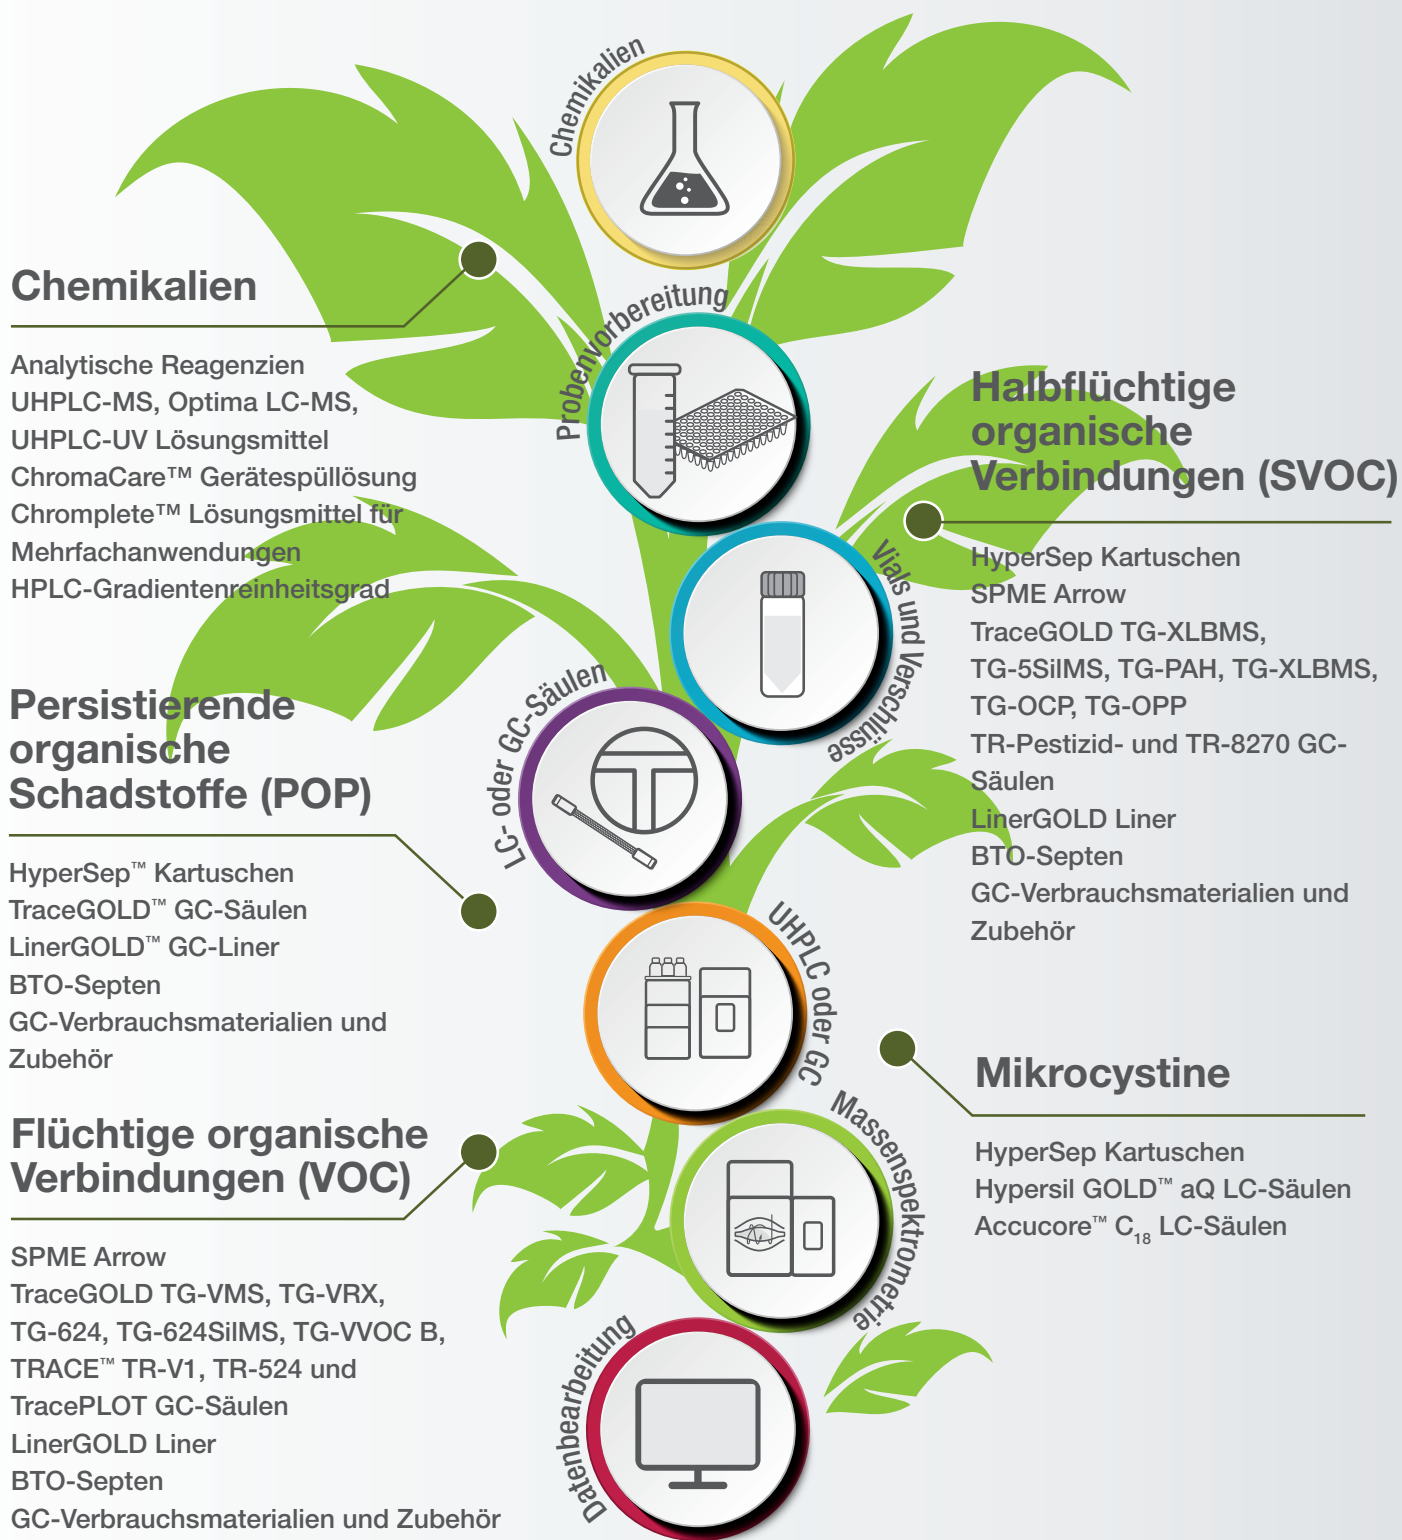 Chemikalien
Probenvorbereitung
Vials und Verschlüsse
LC- oder GC-Säulen
UHPLC oder GC
Massenspektrometrie
Datenbearbeitung
Chemikalien
Analytische Reagenzien
UHPLC-MS, Optima LC-MS,
UHPLC-UV Lösungsmittel
ChromaCare™ Gerätespüllösung
Chromplete™ Lösungsmittel für
Mehrfachanwendungen
HPLC-Gradientenreinheitsgrad
Persistierende
organische
Schadstoffe (POP)
HyperSep™ Kartuschen
TraceGOLD™ GC-Säulen
LinerGOLD™ GC-Liner
BTO-Septen
GC-Verbrauchsmaterialien und
Zubehör
Flüchtige organische
Verbindungen (VOC)
SPME Arrow
TraceGOLD TG-VMS, TG-VRX,
TG-624, TG-624SilMS, TG-VVOC B,
TRACE™ TR-V1, TR-524 und
TracePLOT GC-Säulen
LinerGOLD Liner
BTO-Septen
GC-Verbrauchsmaterialien und Zubehör
Halbflüchtige
organische
Verbindungen (SVOC)
HyperSep Kartuschen
SPME Arrow
TraceGOLD TG-XLBMS,
TG-5SilMS, TG-PAH, TG-XLBMS,
TG-OCP, TG-OPP
TR-Pestizid- und TR-8270 GC-
Säulen
LinerGOLD Liner
BTO-Septen
GC-Verbrauchsmaterialien und
Zubehör
Mikrocystine
HyperSep Kartuschen
Hypersil GOLD™ aQ LC-Säulen
Accucore™ C₁₈ LC-Säulen